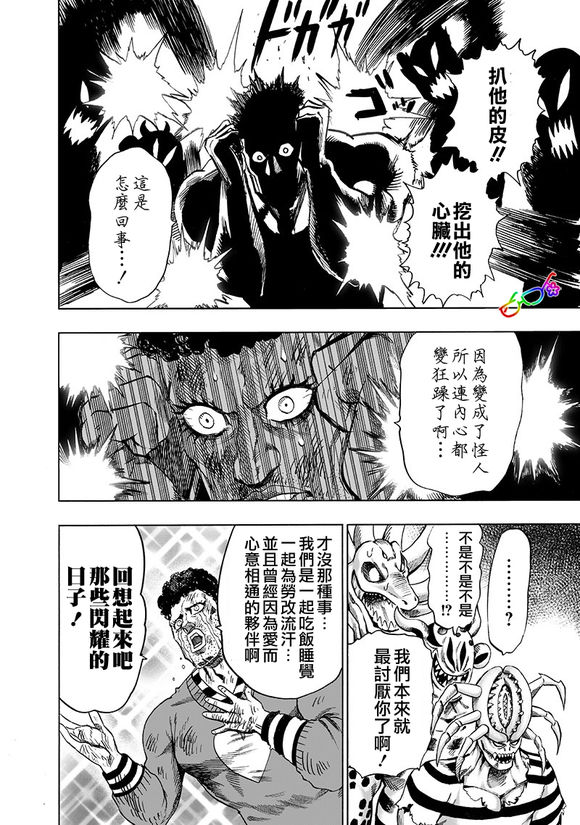 ドカガガ
ゴ
扒他的皮!!
挖出他的
心臟!!!
這是
怎麼回事…!
因為變成了怪人
所以連內心都
變狂躁了啊…
…………?
不是不是不是
…!?
我們本來就
最討厭你了啊!
才沒那種事…
我們是一起吃飯睡覺
一起為勞改流汗…
並且曾經因為愛而
心意相通的夥伴啊
回想起來吧
那些閃耀的
日子!